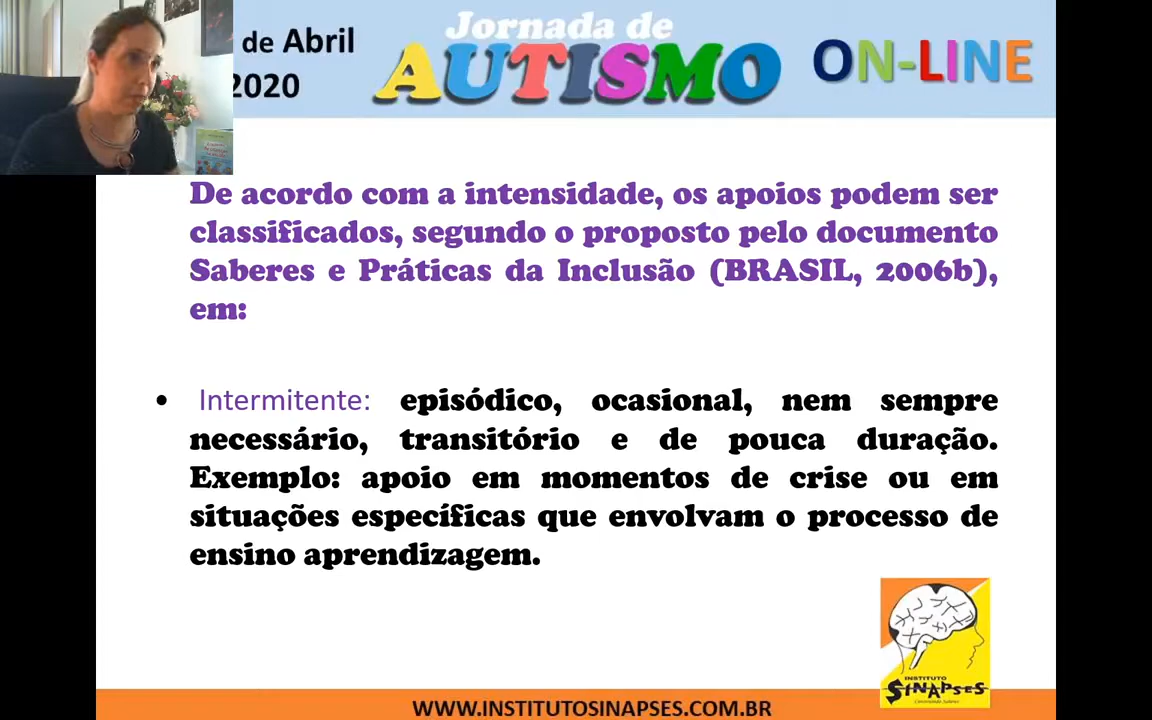 de Abril
2020
Jornada de
AUTISMO
ON-LINE
De acordo com a intensidade, os apoios podem ser
classificados, segundo o proposto pelo documento
Saberes e Práticas da Inclusão (BRASIL, 2006b),
em:
• Intermitente: episódico, ocasional, nem sempre
necessário, transitório e de pouca duração.
Exemplo: apoio em momentos de crise ou em
situações específicas que envolvam o processo de
ensino aprendizagem.
INSTITUTO
SINAPSES
WWW.INSTITUTOSINAPSES.COM.BR